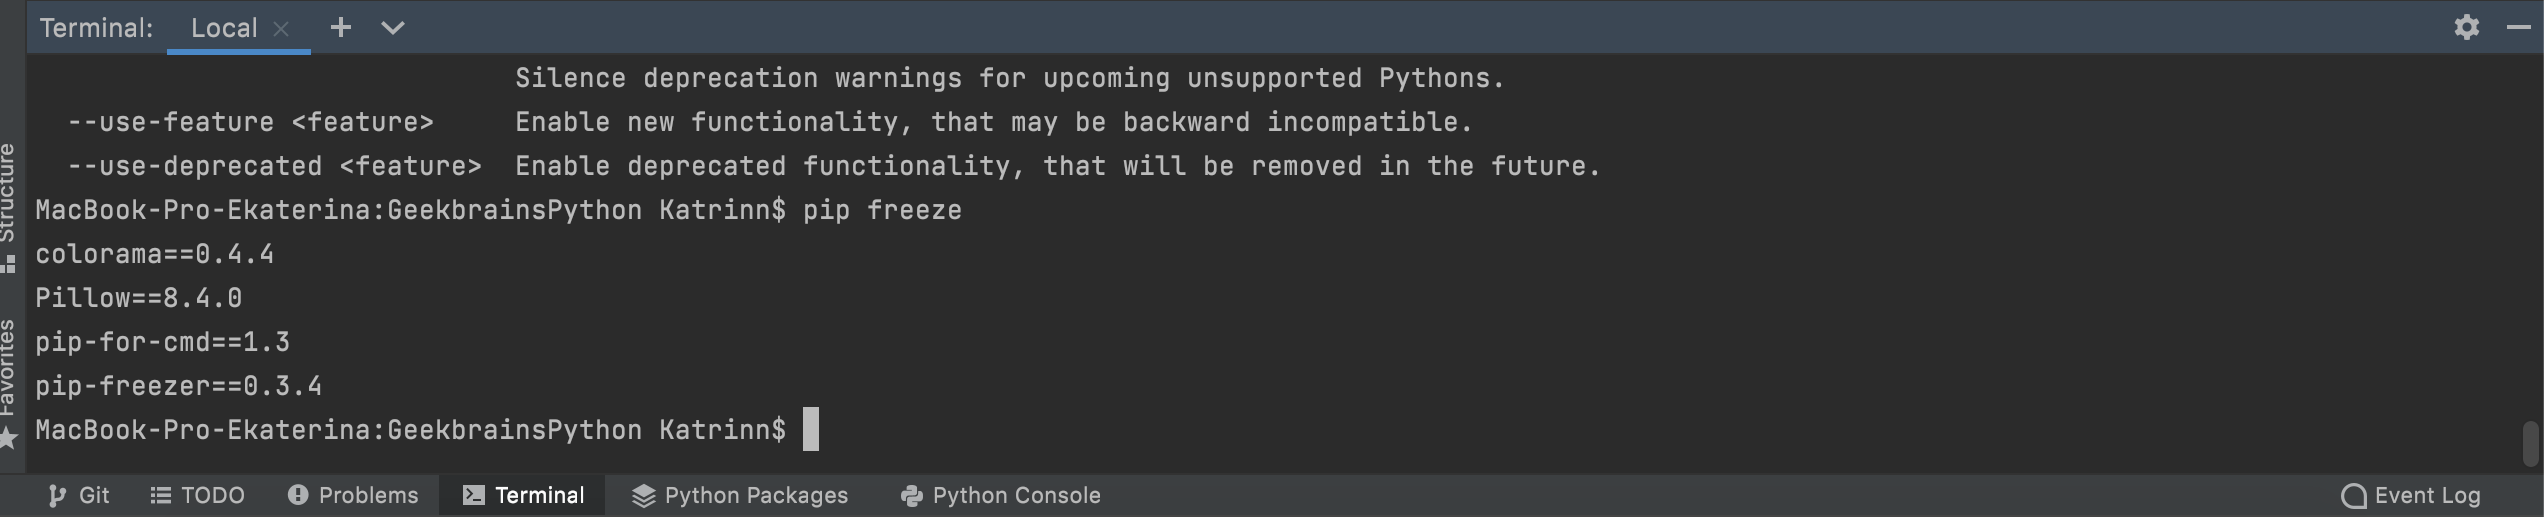 Terminal: Local
Silence deprecation warnings for upcoming unsupported Pythons.
--use-feature <feature> Enable new functionality, that may be backward incompatible.
--use-deprecated <feature> Enable deprecated functionality, that will be removed in the future.
MacBook-Pro-Ekaterina:GeekbrainsPython Katrinn$ pip freeze
colorama==0.4.4
Pillow==8.4.0
pip-for-cmd==1.3
pip-freezer==0.3.4
MacBook-Pro-Ekaterina:GeekbrainsPython Katrinn$
Structure
Favorites
Git TODO Problems Terminal Python Packages Python Console Event Log